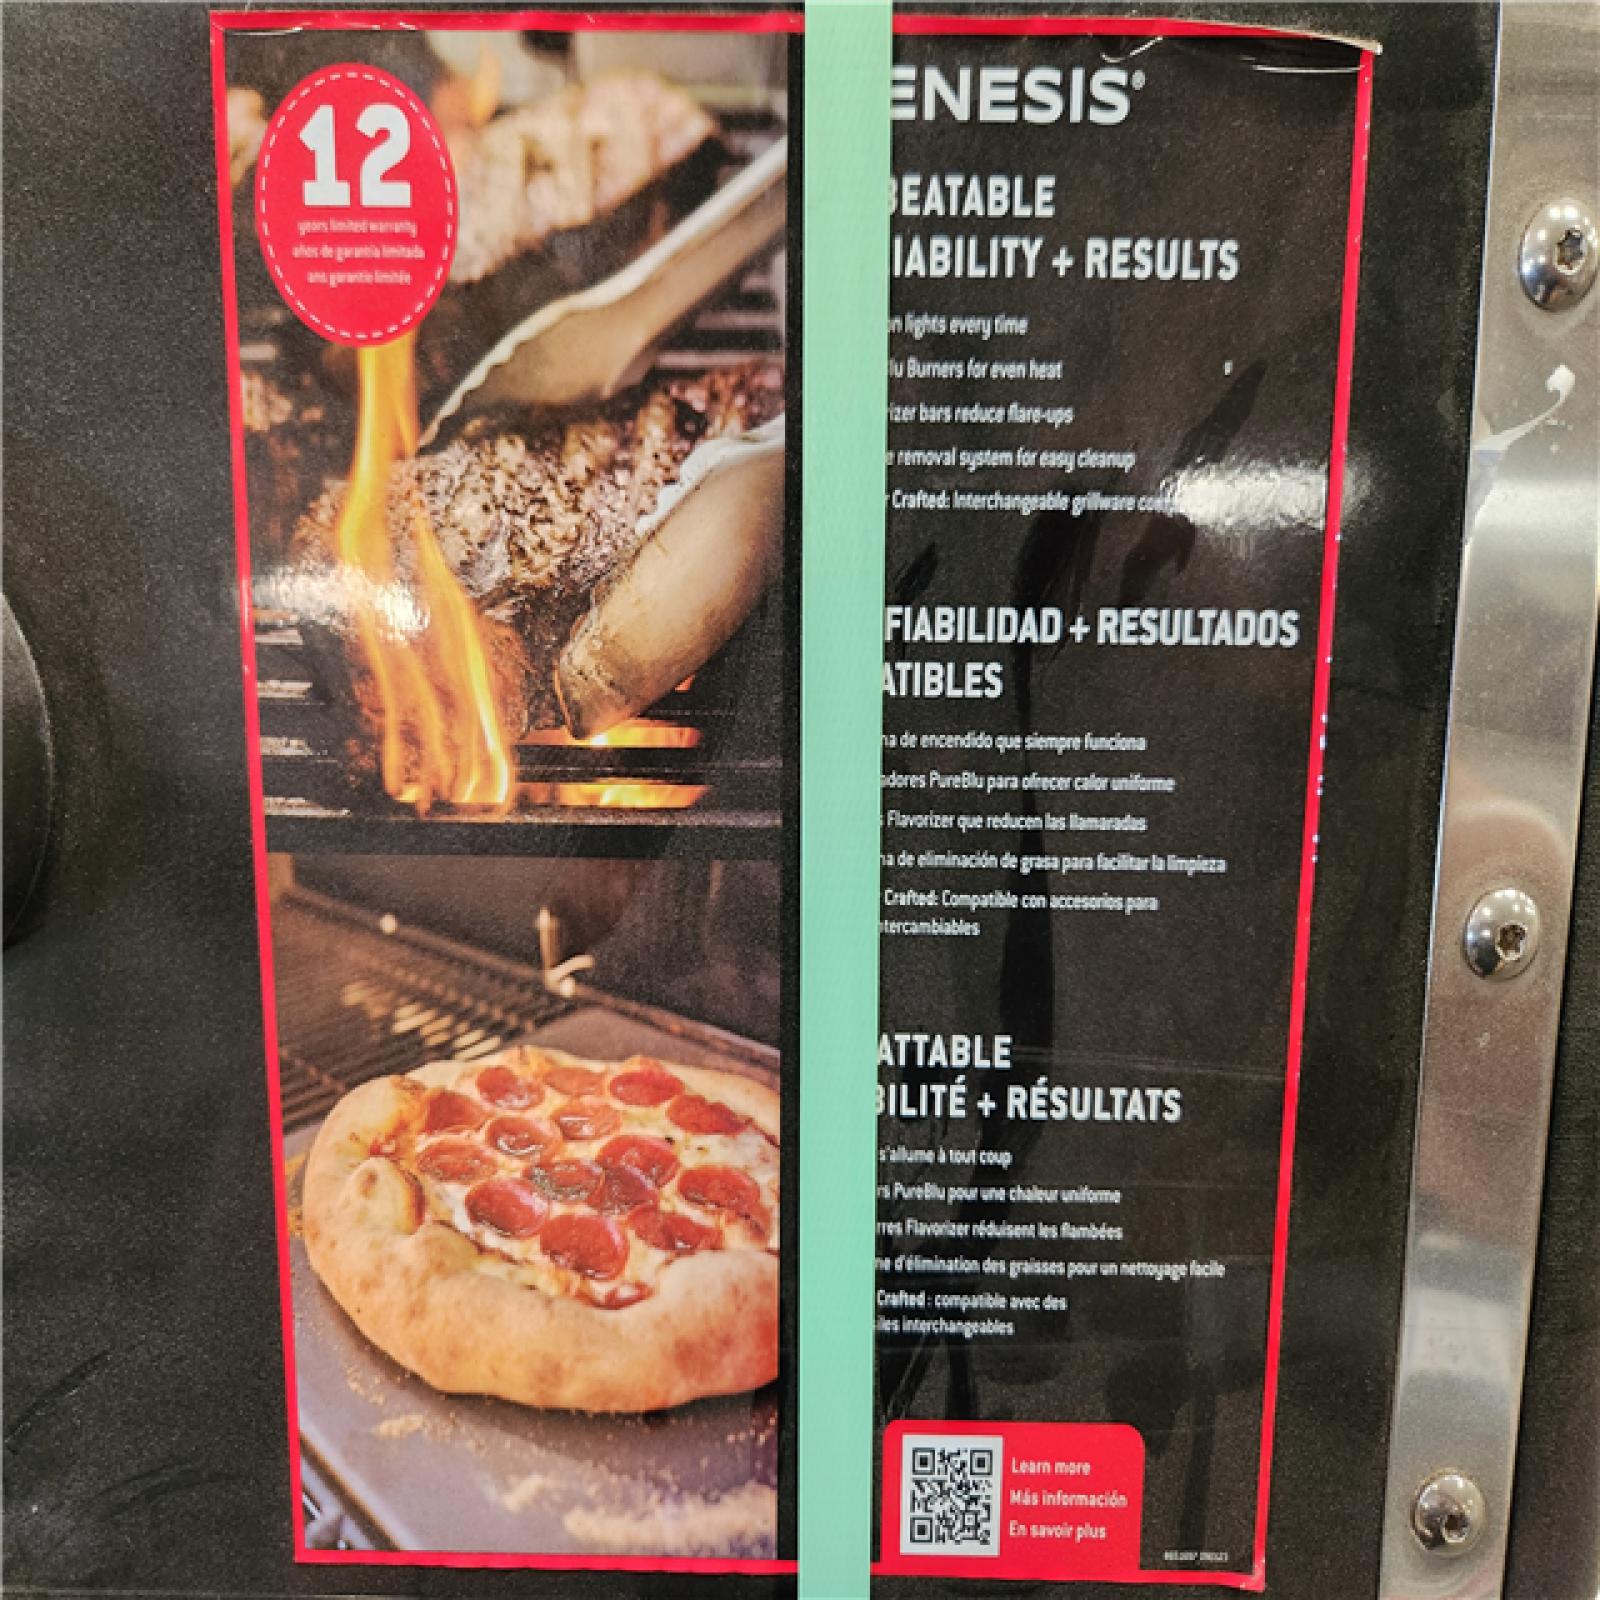 12
years limited warranty
años de garantía limitada
ans garantie limitée
ENESIS®
BEATABLE
IABILITY + RESULTS
n lights every time
lu Burners for even heat
izer bars reduce flare-ups
e removal system for easy cleanup
Crafted: Interchangeable grillware
FIABILIDAD + RESULTADOS
ATIBLES
na de encendido que siempre funciona
adores PureBlu para ofrecer calor uniforme
s Flavorizer que reducen las llamaradas
na de eliminación de grasa para facilitar la limpieza
Crafted: Compatible con accesorios para
ntercambiables
ATTABLE
BILITÉ + RÉSULTATS
s'allume à tout coup
rs PureBlu pour une chaleur uniforme
rres Flavorizer réduisent les flambées
ne d'élimination des graisses pour un nettoyage facile
Crafted : compatible avec des
iles interchangeables
Learn more
Más información
En savoir plus